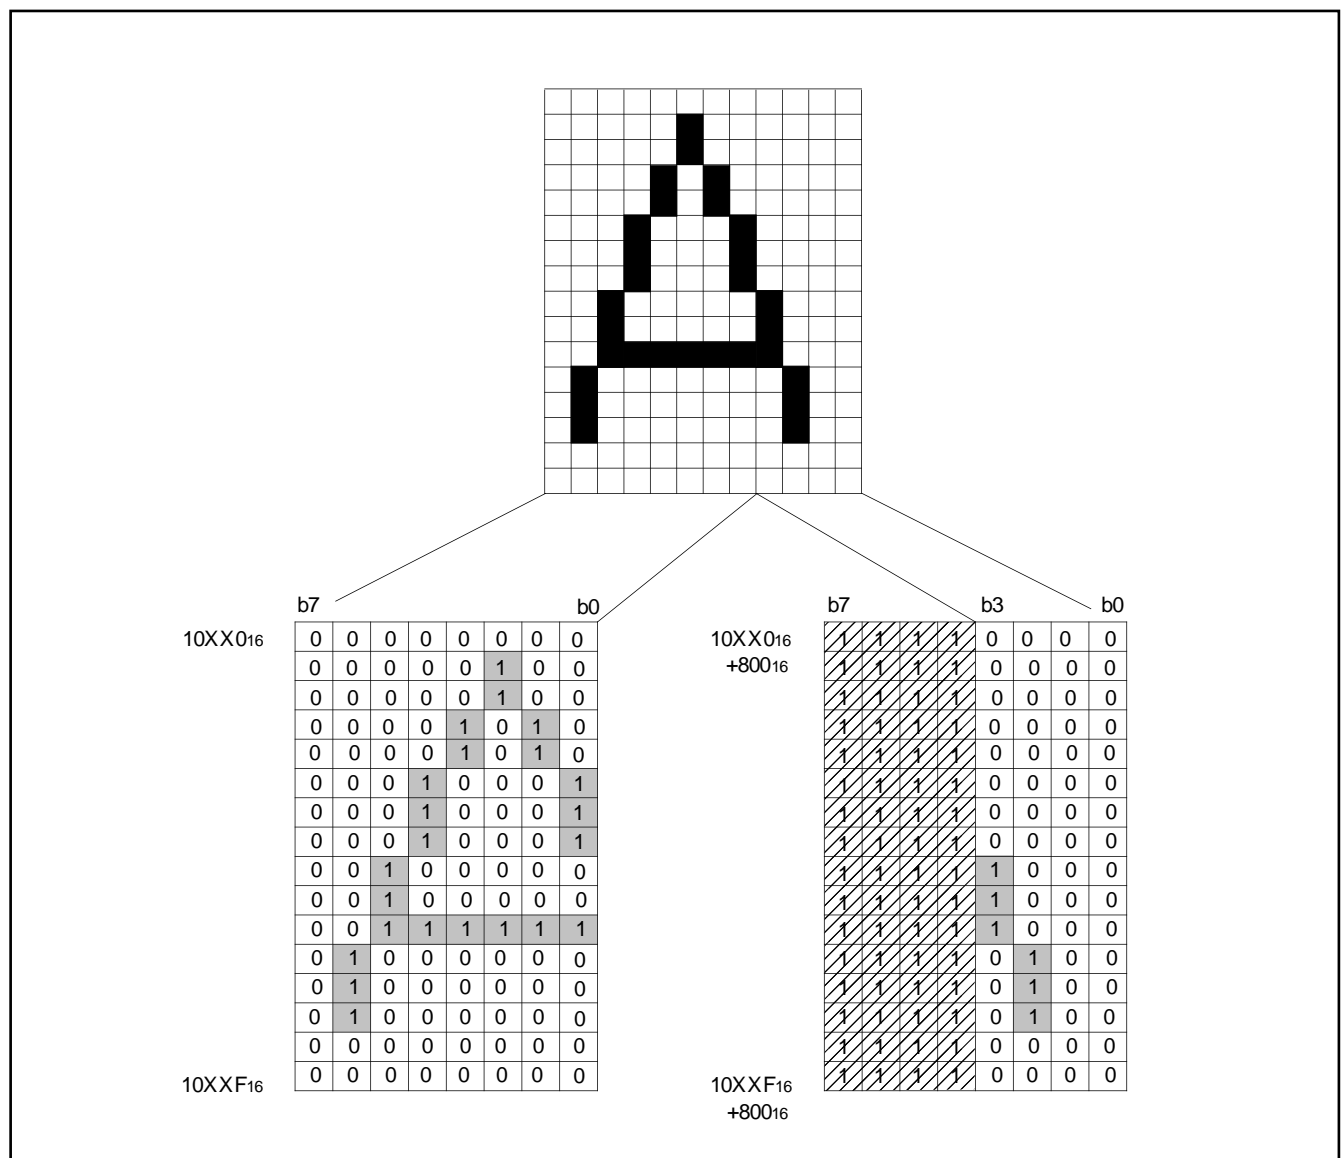 b7 b0 b7 b3 b0
10XX016 0 0 0 0 0 0 0 0 10XX016 1 1 1 1 0 0 0 0
0 0 0 0 0 1 0 0 +80016 1 1 1 1 0 0 0 0
0 0 0 0 0 1 0 0 1 1 1 1 0 0 0 0
0 0 0 0 1 0 1 0 1 1 1 1 0 0 0 0
0 0 0 0 1 0 1 0 1 1 1 1 0 0 0 0
0 0 0 1 0 0 0 1 1 1 1 1 0 0 0 0
0 0 0 1 0 0 0 1 1 1 1 1 0 0 0 0
0 0 0 1 0 0 0 1 1 1 1 1 0 0 0 0
0 0 1 0 0 0 0 0 1 1 1 1 1 0 0 0
0 0 1 0 0 0 0 0 1 1 1 1 1 0 0 0
0 0 1 1 1 1 1 1 1 1 1 1 1 0 0 0
0 1 0 0 0 0 0 0 1 1 1 1 0 1 0 0
0 1 0 0 0 0 0 0 1 1 1 1 0 1 0 0
0 1 0 0 0 0 0 0 1 1 1 1 0 1 0 0
0 0 0 0 0 0 0 0 1 1 1 1 0 0 0 0
10XXF16 0 0 0 0 0 0 0 0 10XXF16 1 1 1 1 0 0 0 0
+80016